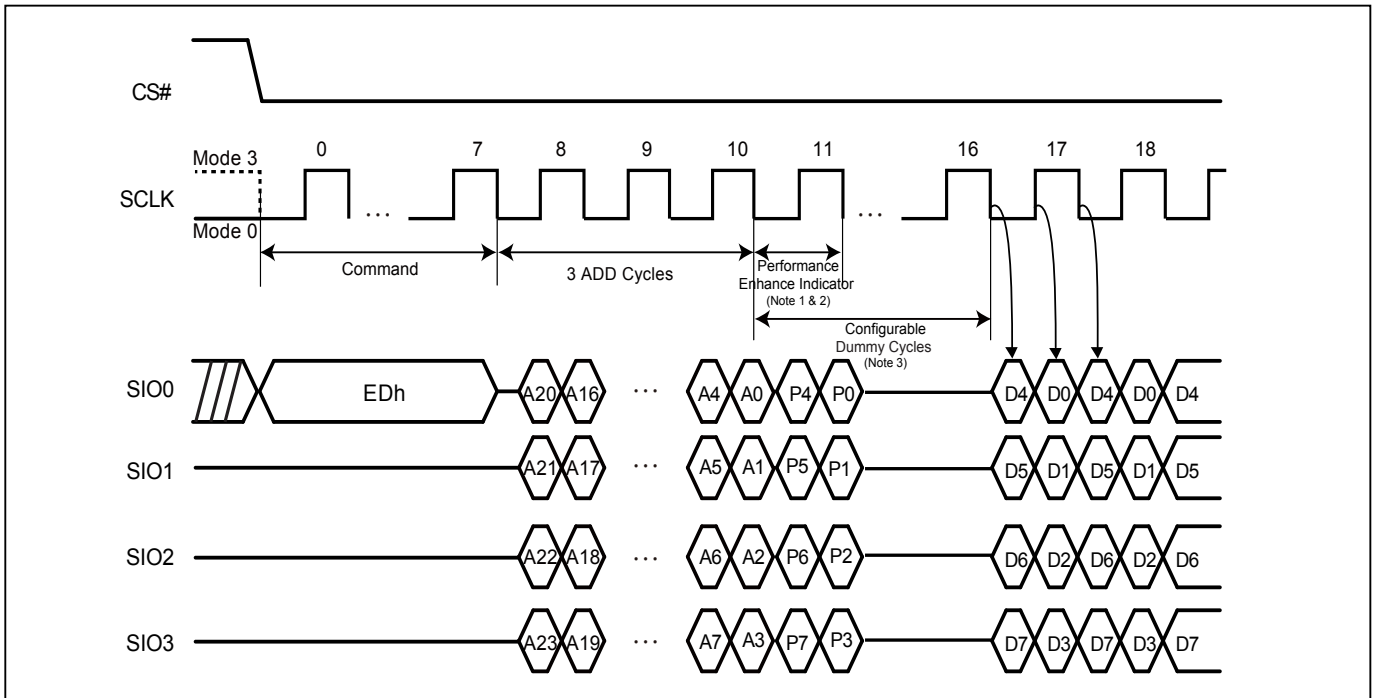 CS#
0 7 8 9 10 11 16 17 18
Mode 3
SCLK
Mode 0
...
...
Command
3 ADD Cycles
Performance
Enhance Indicator
(Note 1 & 2)
Configurable
Dummy Cycles
(Note 3)
SIO0 EDh A20 A16 ... A4 A0 P4 P0 D4 D0 D4 D0 D4
SIO1 A21 A17 ... A5 A1 P5 P1 D5 D1 D5 D1 D5
SIO2 A22 A18 ... A6 A2 P6 P2 D6 D2 D6 D2 D6
SIO3 A23 A19 ... A7 A3 P7 P3 D7 D3 D7 D3 D7